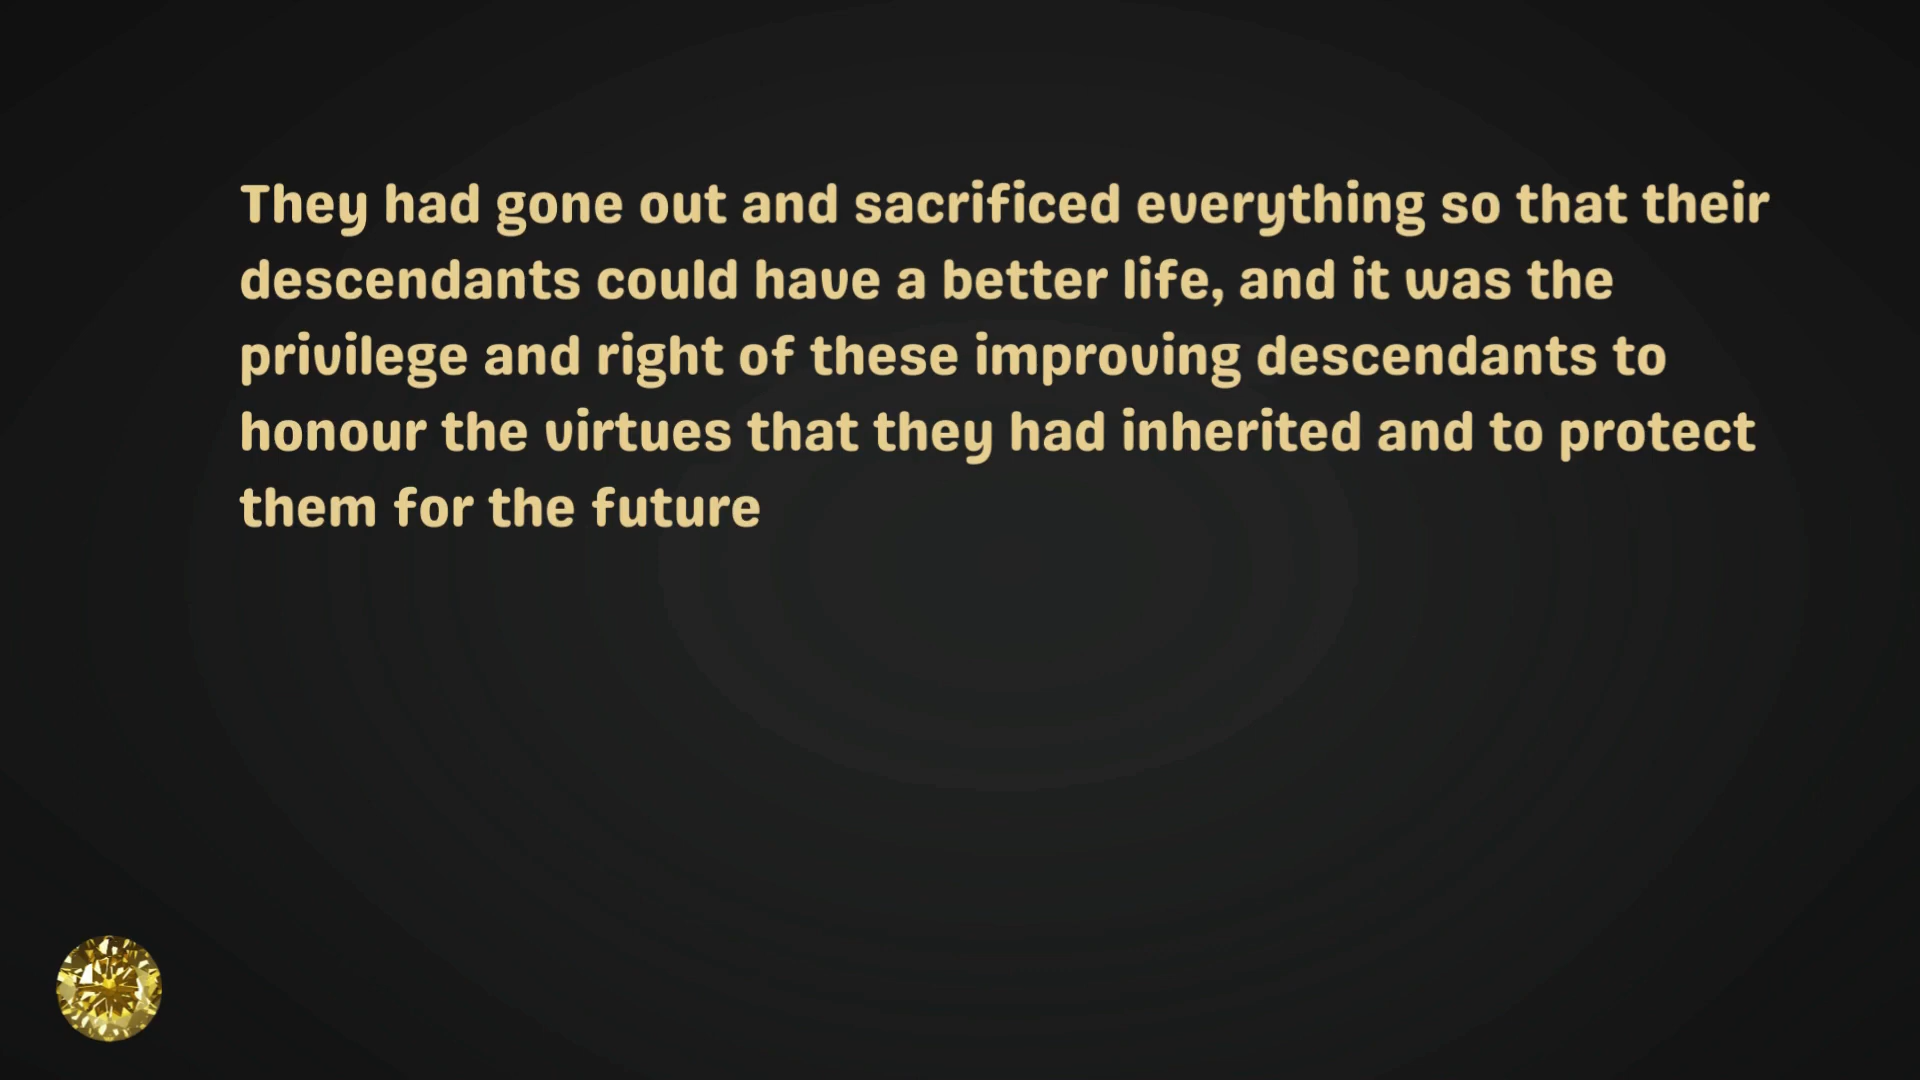 They had gone out and sacrificed everything so that their
descendants could have a better life, and it was the
privilege and right of these improving descendants to
honour the virtues that they had inherited and to protect
them for the future